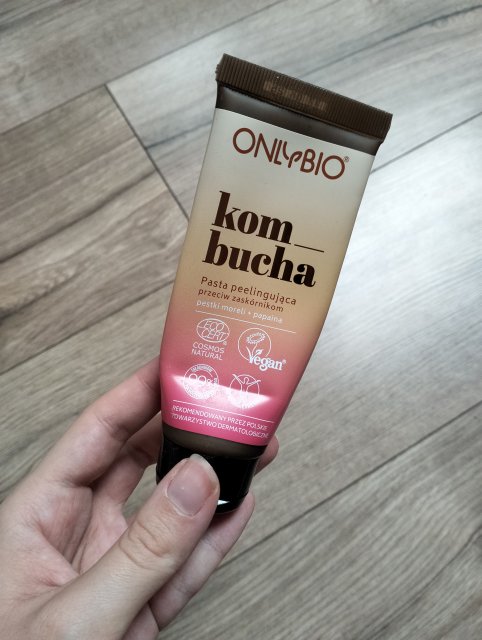 ONLYBIO®
kom_
bucha
Pasta peelingująca
przeciw zaskórnikom
pestki moreli + papaina
ECO
CERT®
COSMOS
NATURAL
Vegan®
REKOMENDOWANY PRZEZ POLSKIE
TOWARZYSTWO DERMATOLOGICZNE